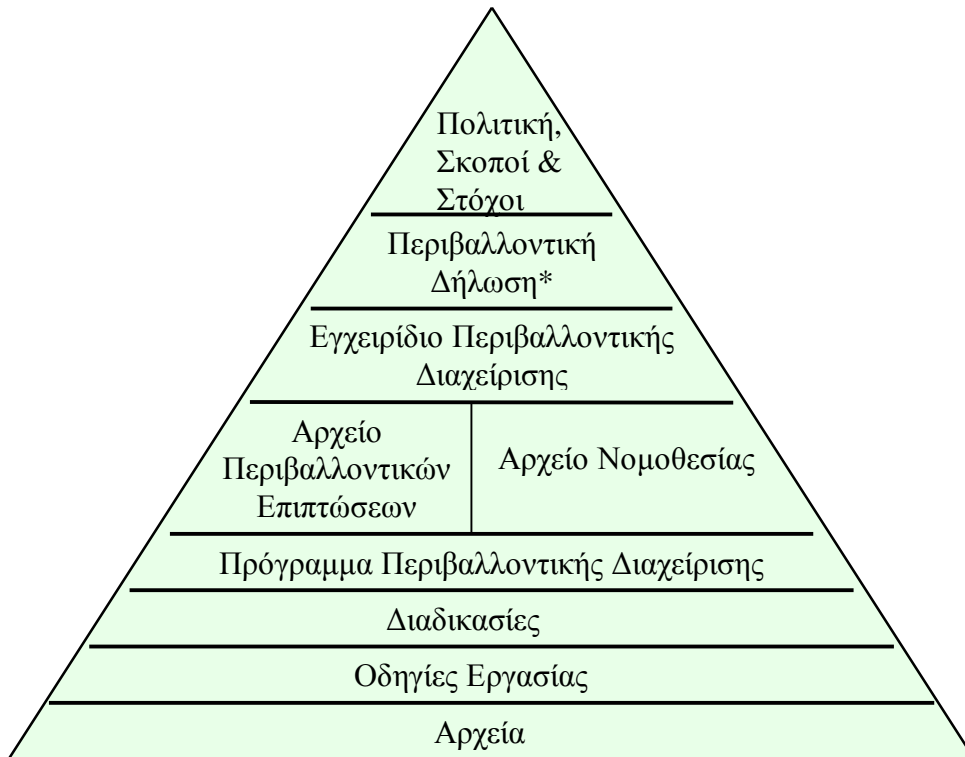 Πολιτική,
Σκοποί &
Στόχοι
Περιβαλλοντική
Δήλωση*
Εγχειρίδιο Περιβαλλοντικής
Διαχείρισης
Αρχείο
Περιβαλλοντικών
Επιπτώσεων
Αρχείο Νομοθεσίας
Πρόγραμμα Περιβαλλοντικής Διαχείρισης
Διαδικασίες
Οδηγίες Εργασίας
Αρχεία